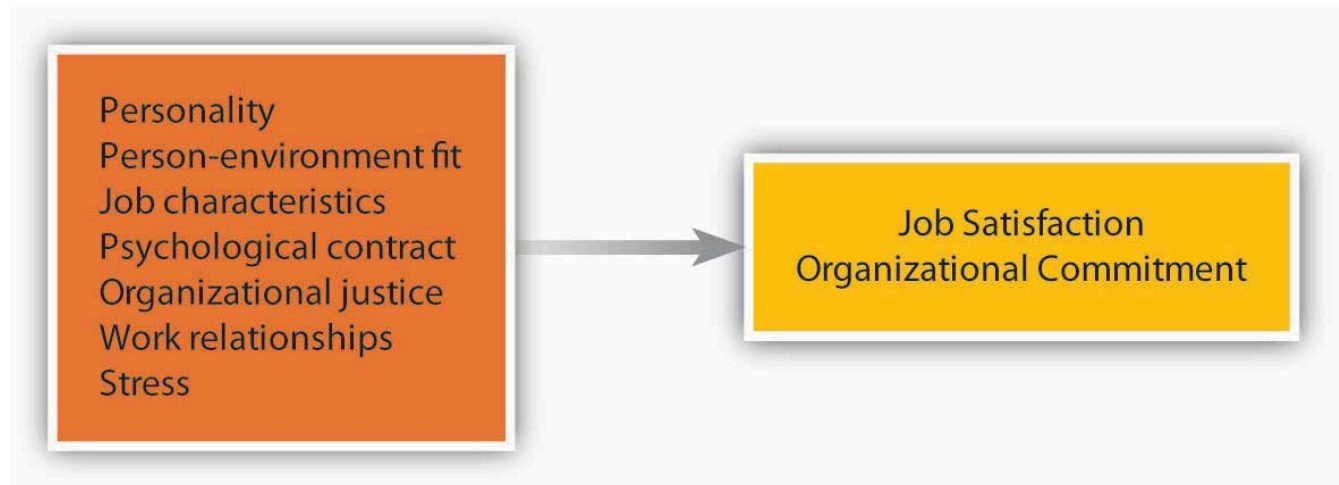 Personality
Person-environment fit
Job characteristics
Psychological contract
Organizational justice
Work relationships
Stress
Job Satisfaction
Organizational Commitment